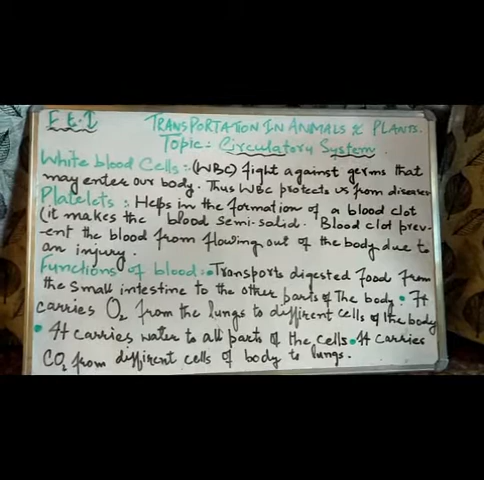 F.E.I TRANSPORTATION IN ANIMALS & PLANTS.
Topic: Circulatory System
White blood Cells:- (WBC) fight against germs that
may enter our body. Thus WBC protects us from diseases
Platelets: Helps in the formation of a blood clot
(it makes the blood semi-solid. Blood clot prev-
-ent the blood from flowing out of the body due to
an injury.
Functions of blood:• Transports digested food from
the small intestine to the other parts of The body • It
carries O₂ from the lungs to diffirent cells of the body
• It carries water to all parts of the cells • It carries
CO₂ from diffirent cells of body to lungs.